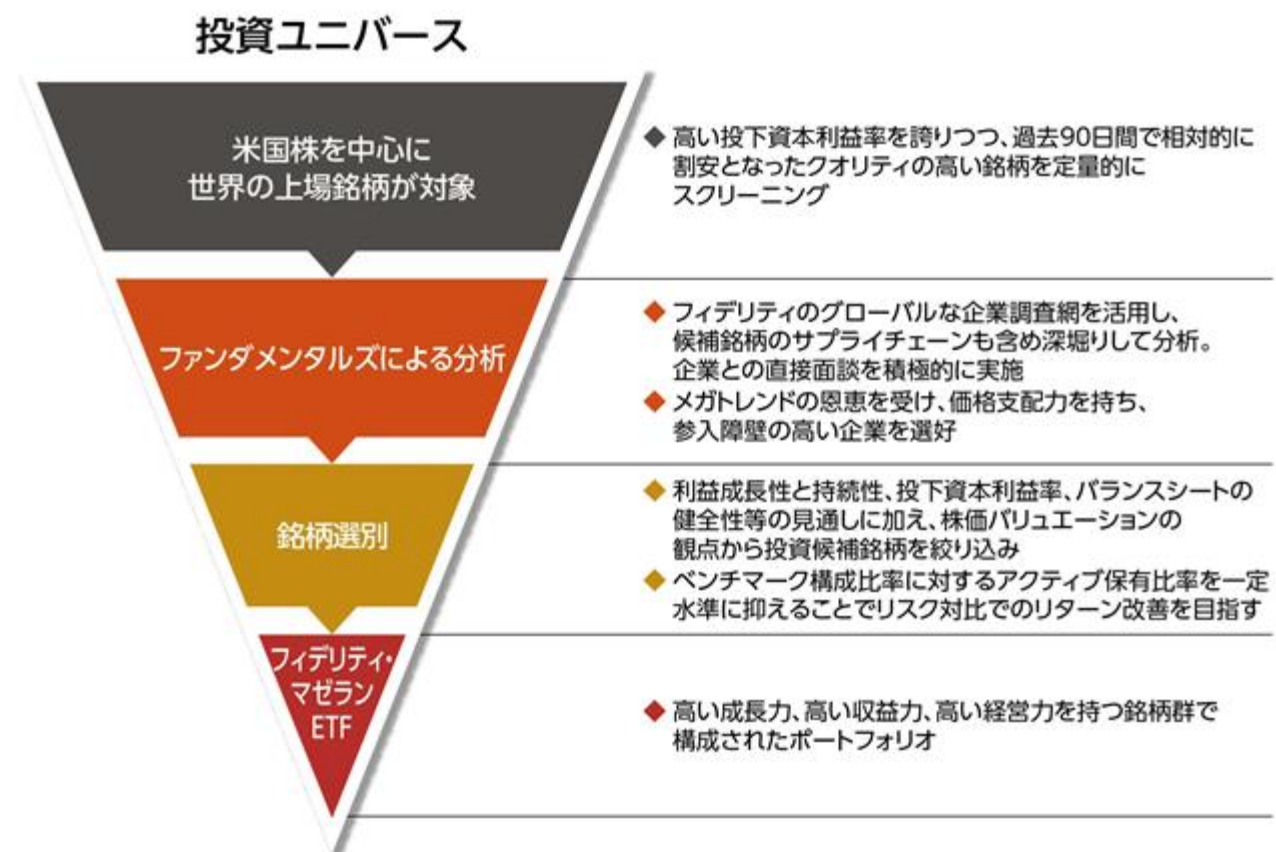 投資ユニバース
米国株を中心に
世界の上場銘柄が対象
◆ 高い投下資本利益率を誇りつつ、過去90日間で相対的に
割安となったクオリティの高い銘柄を定量的に
スクリーニング
ファンダメンタルズによる分析
◆ フィデリティのグローバルな企業調査網を活用し、
候補銘柄のサプライチェーンも含め深堀りして分析。
企業との直接面談を積極的に実施
◆ メガトレンドの恩恵を受け、価格支配力を持ち、
参入障壁の高い企業を選好
銘柄選別
◆ 利益成長性と持続性、投下資本利益率、バランスシートの
健全性等の見通しに加え、株価バリュエーションの
観点から投資候補銘柄を絞り込み
◆ ベンチマーク構成比率に対するアクティブ保有比率を一定
水準に抑えることでリスク対比でのリターン改善を目指す
フィデリティ・
マゼラン
ETF
◆ 高い成長力、高い収益力、高い経営力を持つ銘柄群で
構成されたポートフォリオ